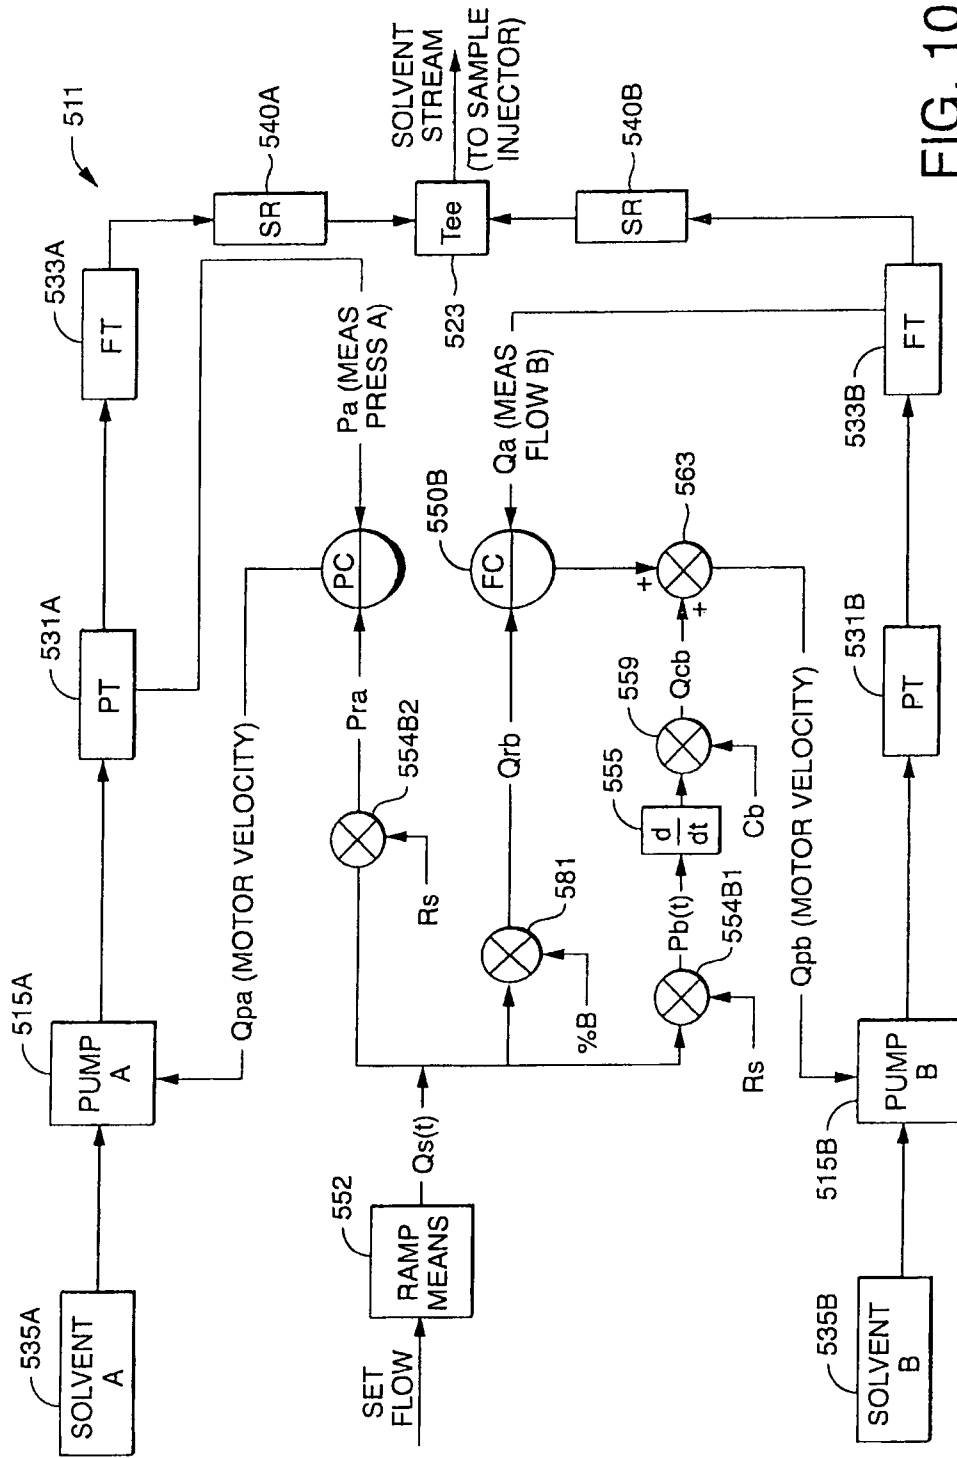 535A
SOLVENT
A
515A
PUMP
A
531A
PT
533A
FT
511
540A
SR
Qpa (MOTOR VELOCITY)
PC
Pa (MEAS
PRESS A)
Pra
554B2
Rs
SET
FLOW
552
RAMP
MEANS
Qs(t)
581
%B
Qrb
550B
FC
Qa (MEAS
FLOW B)
Tee
523
SOLVENT
STREAM
(TO SAMPLE
INJECTOR)
554B1
Rs
Pb(t)
555
d
dt
559
Cb
Qcb
+
+
563
Qpb (MOTOR VELOCITY)
535B
SOLVENT
B
515B
PUMP
B
531B
PT
533B
FT
540B
SR
FIG. 10